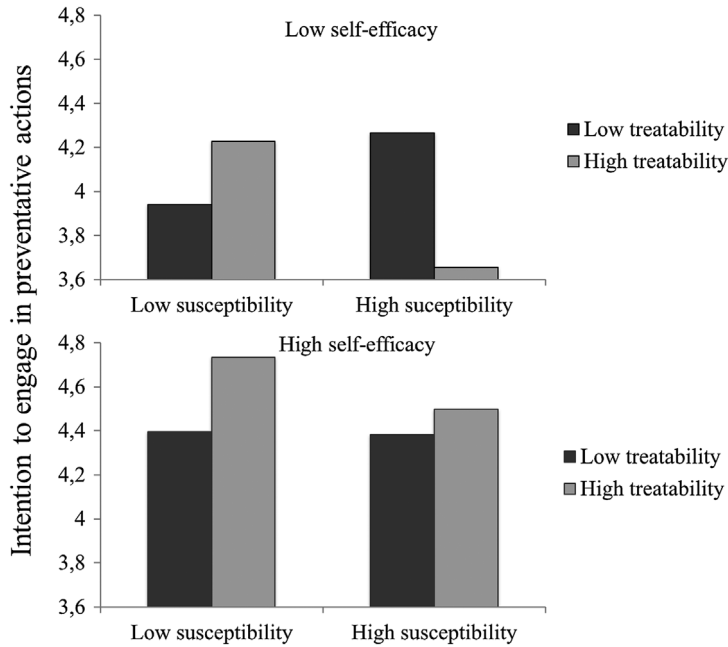 Intention to engage in preventative actions
Low self-efficacy
4,8
4,6
4,4
4,2
4
3,8
3,6
Low susceptibility
High suceptibility
Low treatability
High treatability
High self-efficacy
4,8
4,6
4,4
4,2
4
3,8
3,6
Low susceptibility
High susceptibility
Low treatability
High treatability